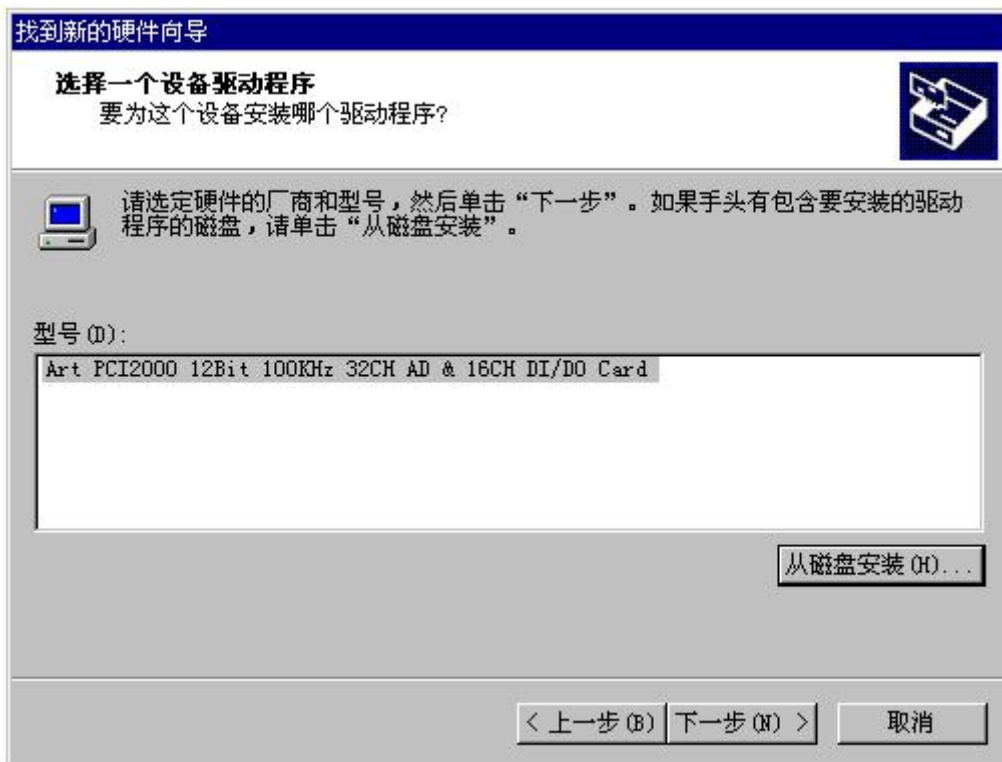 找到新的硬件向导
选择一个设备驱动程序
要为这个设备安装哪个驱动程序?
请选定硬件的厂商和型号，然后单击“下一步”。如果手头有包含要安装的驱动
程序的磁盘，请单击“从磁盘安装”。
型号(D):
Art PCI2000 12Bit 100KHz 32CH AD & 16CH DI/DO Card
从磁盘安装(H)...
< 上一步(B) 下一步(N) > 取消